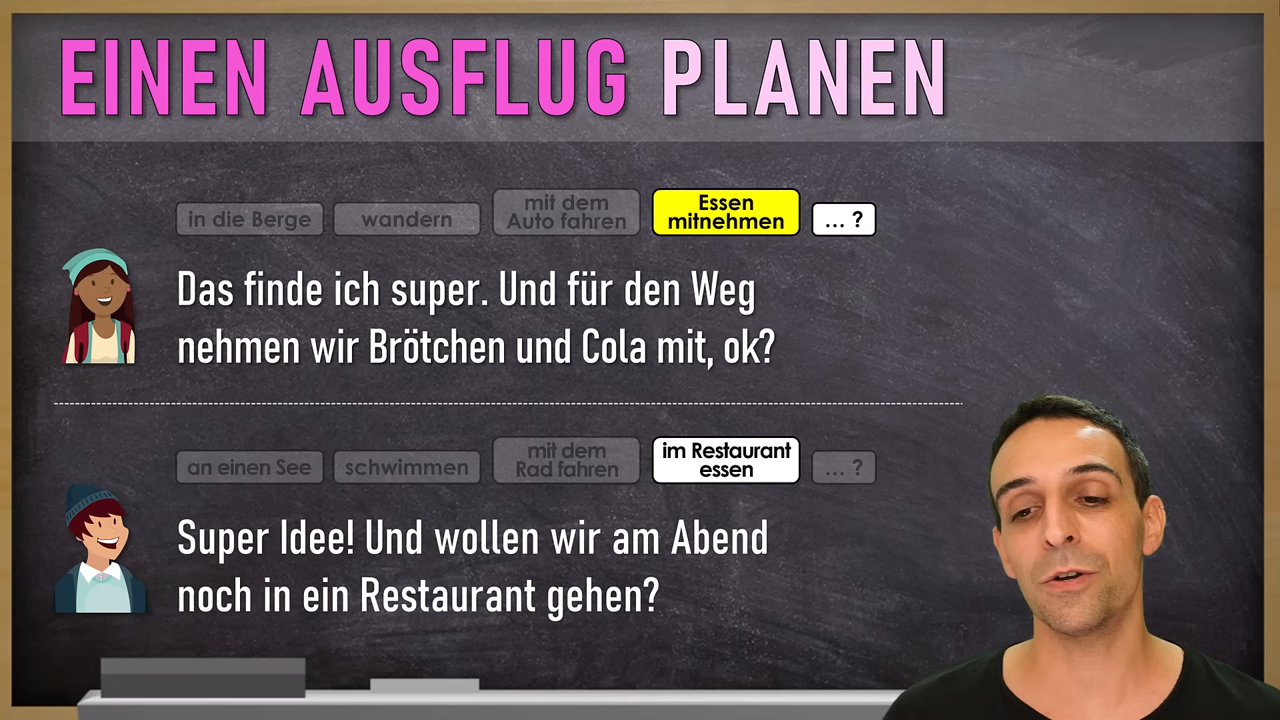 EINEN AUSFLUG PLANEN
in die Berge
wandern
mit dem
Auto fahren
Essen
mitnehmen
... ?
Das finde ich super. Und für den Weg
nehmen wir Brötchen und Cola mit, ok?
an einen See
schwimmen
mit dem
Rad fahren
im Restaurant
essen
... ?
Super Idee! Und wollen wir am Abend
noch in ein Restaurant gehen?